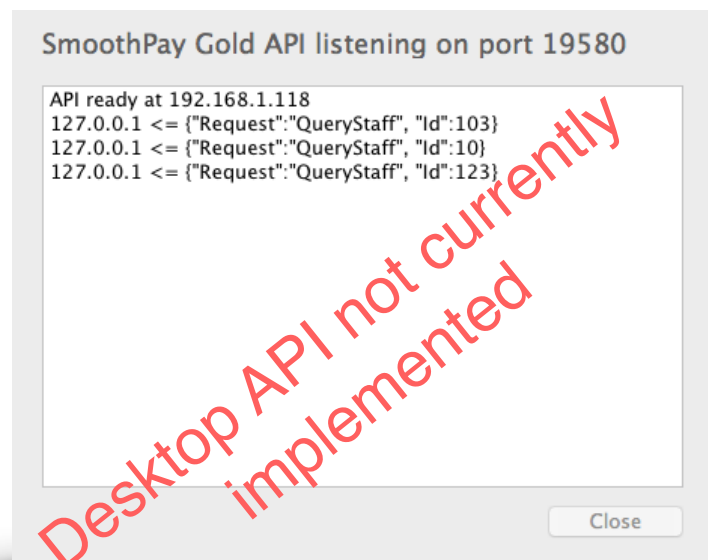 SmoothPay Gold API listening on port 19580
API ready at 192.168.1.118
127.0.0.1 <= {"Request":"QueryStaff", "Id":103}
127.0.0.1 <= {"Request":"QueryStaff", "Id":10}
127.0.0.1 <= {"Request":"QueryStaff", "Id":123}
Desktop API not currently
implemented
Close